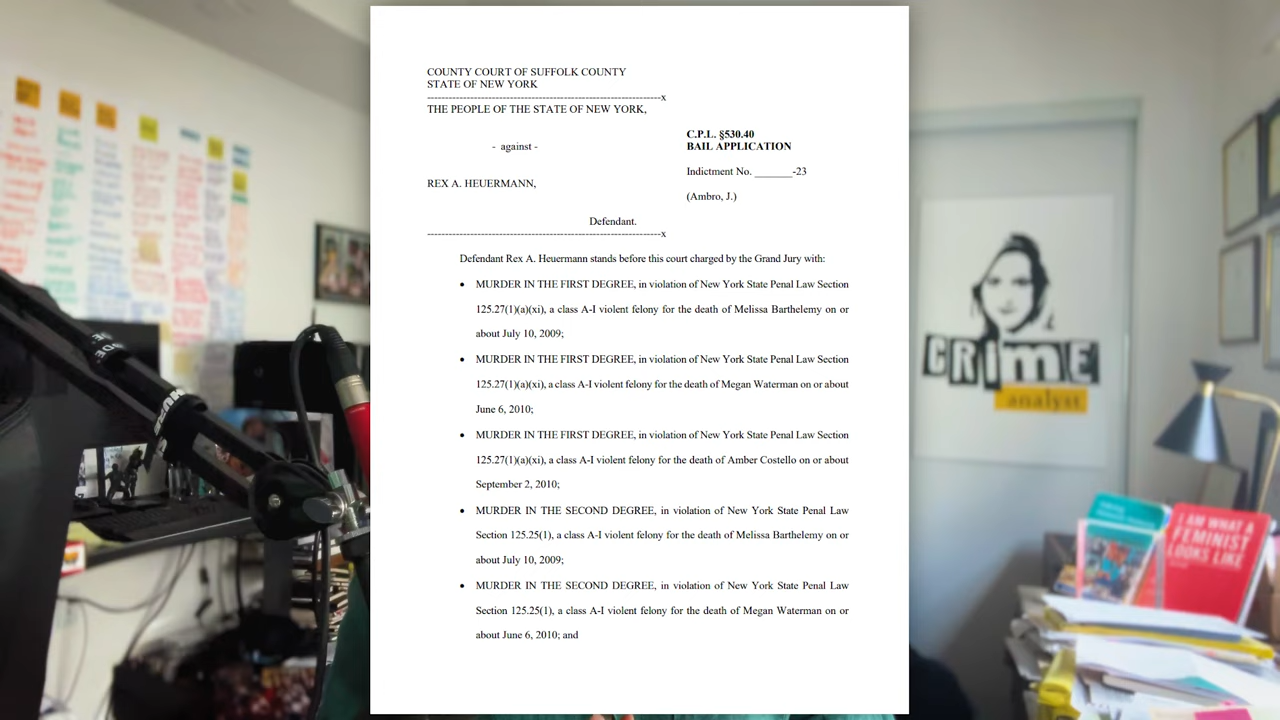 COUNTY COURT OF SUFFOLK COUNTY
STATE OF NEW YORK
-----------------------------------------------------------------x
THE PEOPLE OF THE STATE OF NEW YORK,
C.P.L. §530.40
- against -
BAIL APPLICATION
Indictment No. _______-23
REX A. HEUERMANN,
(Ambro, J.)
Defendant.
-----------------------------------------------------------------x
Defendant Rex A. Heuermann stands before this court charged by the Grand Jury with:
• MURDER IN THE FIRST DEGREE, in violation of New York State Penal Law Section
125.27(1)(a)(xi), a class A-I violent felony for the death of Melissa Barthelemy on or
about July 10, 2009;
• MURDER IN THE FIRST DEGREE, in violation of New York State Penal Law Section
125.27(1)(a)(xi), a class A-I violent felony for the death of Megan Waterman on or about
June 6, 2010;
• MURDER IN THE FIRST DEGREE, in violation of New York State Penal Law Section
125.27(1)(a)(xi), a class A-I violent felony for the death of Amber Costello on or about
September 2, 2010;
• MURDER IN THE SECOND DEGREE, in violation of New York State Penal Law
Section 125.25(1), a class A-I violent felony for the death of Melissa Barthelemy on or
about July 10, 2009;
• MURDER IN THE SECOND DEGREE, in violation of New York State Penal Law
Section 125.25(1), a class A-I violent felony for the death of Megan Waterman on or
about June 6, 2010; and
CRiME
analyst
I AM WHAT A
FEMINIST
LOOKS LIKE